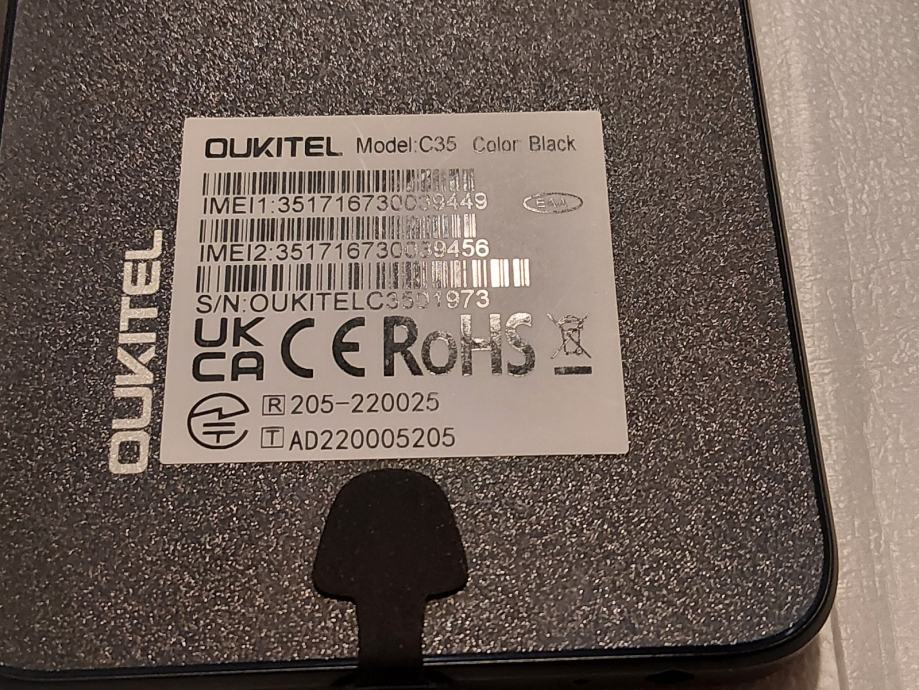 OUKITEL Model:C35 Color: Black
IMEI1:351716730039449
IMEI2:351716730039456
S/N:OUKITELC35D1973
UK
CA CE RoHS
R 205-220025
T AD220005205
OUKITEL